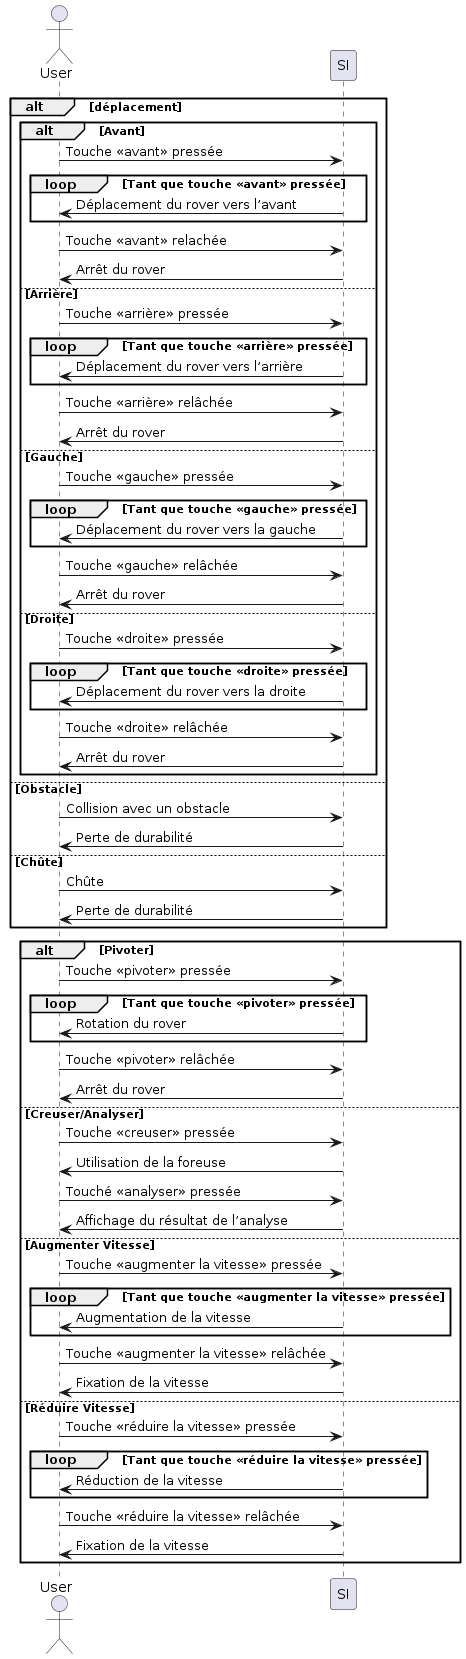 User
SI
alt [déplacement]
alt [Avant]
Touche «avant» pressée
loop [Tant que touche «avant» pressée]
Déplacement du rover vers l’avant
Touche «avant» relachée
Arrêt du rover
[Arrière]
Touche «arrière» pressée
loop [Tant que touche «arrière» pressée]
Déplacement du rover vers l’arrière
Touche «arrière» relâchée
Arrêt du rover
[Gauche]
Touche «gauche» pressée
loop [Tant que touche «gauche» pressée]
Déplacement du rover vers la gauche
Touche «gauche» relâchée
Arrêt du rover
[Droite]
Touche «droite» pressée
loop [Tant que touche «droite» pressée]
Déplacement du rover vers la droite
Touche «droite» relâchée
Arrêt du rover
[Obstacle]
Collision avec un obstacle
Perte de durabilité
[Chûte]
Chûte
Perte de durabilité
alt [Pivoter]
Touche «pivoter» pressée
loop [Tant que touche «pivoter» pressée]
Rotation du rover
Touche «pivoter» relâchée
Arrêt du rover
[Creuser/Analyser]
Touche «creuser» pressée
Utilisation de la foreuse
Touché «analyser» pressée
Affichage du résultat de l’analyse
[Augmenter Vitesse]
Touche «augmenter la vitesse» pressée
loop [Tant que touche «augmenter la vitesse» pressée]
Augmentation de la vitesse
Touche «augmenter la vitesse» relâchée
Fixation de la vitesse
[Réduire Vitesse]
Touche «réduire la vitesse» pressée
loop [Tant que touche «réduire la vitesse» pressée]
Réduction de la vitesse
Touche «réduire la vitesse» relâchée
Fixation de la vitesse
User
SI